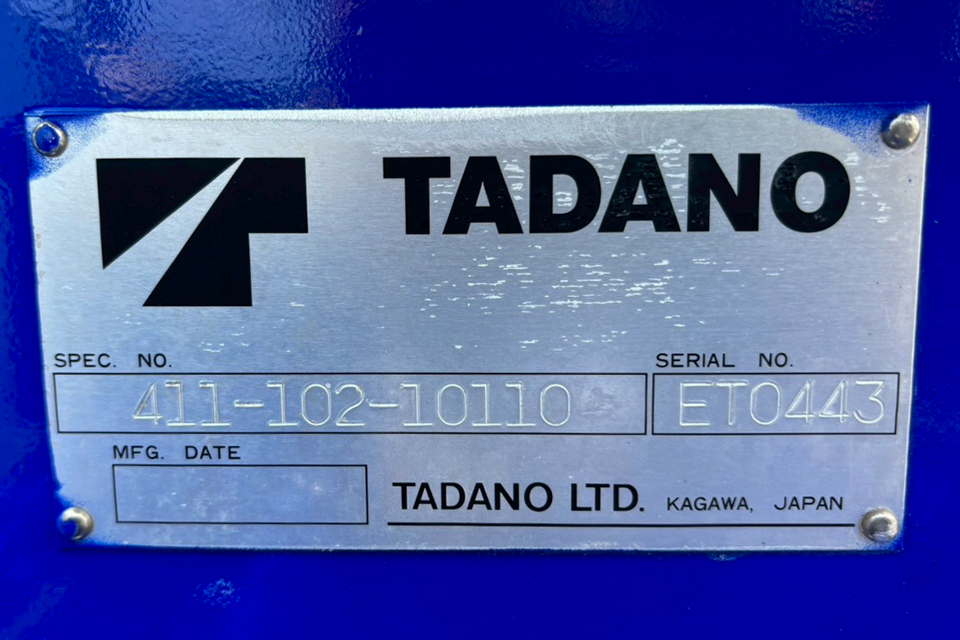 TADANO
SPEC. NO. SERIAL NO.
411-102-10110 ET0443
MFG. DATE
TADANO LTD. KAGAWA, JAPAN